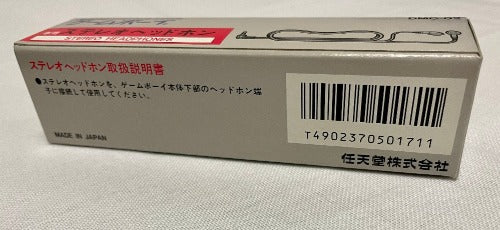 ステレオヘッドホン
STEREO HEADPHONES
ステレオヘッドホン取扱説明書
●ステレオヘッドホンを、ゲームボーイ本体下部のヘッドホン端
子に接続して使用してください。
MADE IN JAPAN
T4902370501711
任天堂株式会社